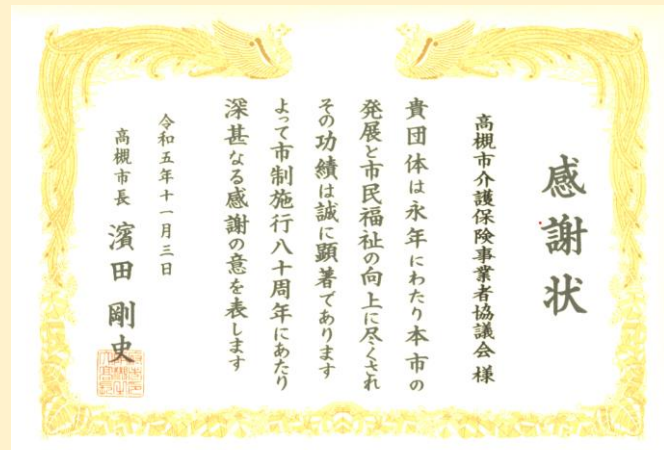 感謝状
高槻市介護保険事業者協議会 様
貴団体は永年にわたり本市の
発展と市民福祉の向上に尽くされ
その功績は誠に顕著であります
よって市制施行八十周年にあたり
深甚なる感謝の意を表します
令和五年十一月三日
高槻市長 濱田剛史